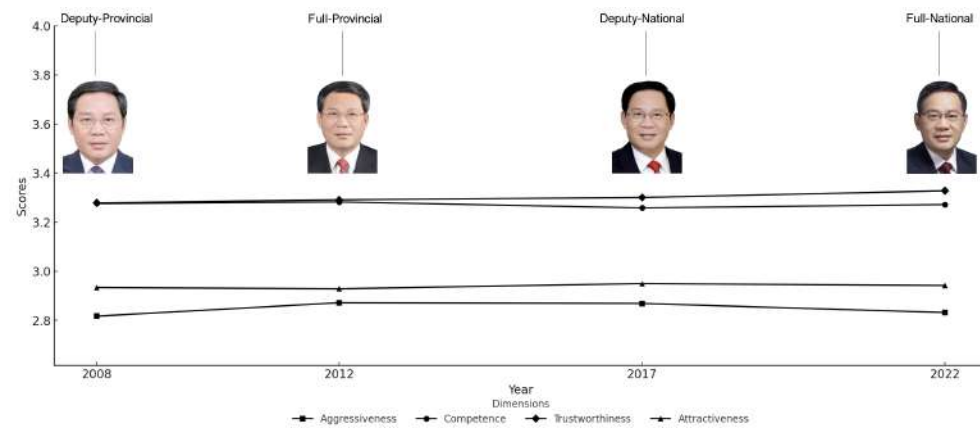 Deputy-Provincial Full-Provincial Deputy-National Full-National
4.0
3.8
3.6
3.4
3.2
3.0
2.8
Scores
2008 2012 2017 2022
Year
Dimensions
Aggressiveness Competence Trustworthiness Attractiveness